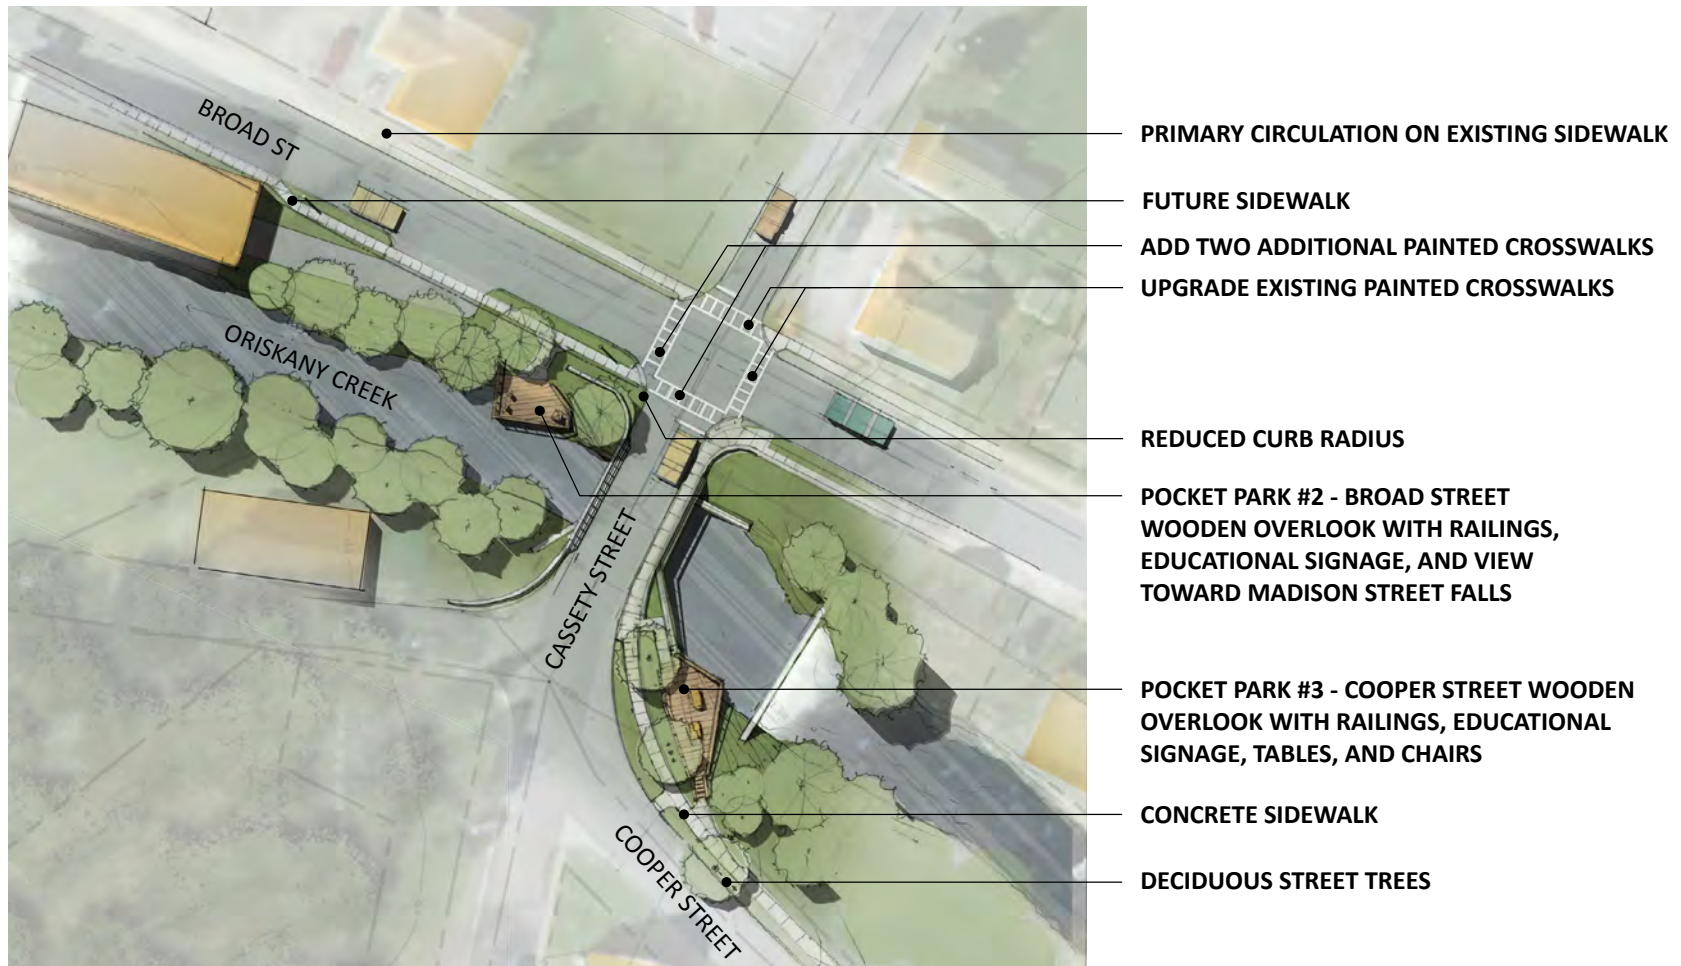 BROAD ST
ORISKANY CREEK
CASSETY STREET
COOPER STREET
PRIMARY CIRCULATION ON EXISTING SIDEWALK
FUTURE SIDEWALK
ADD TWO ADDITIONAL PAINTED CROSSWALKS
UPGRADE EXISTING PAINTED CROSSWALKS
REDUCED CURB RADIUS
POCKET PARK #2 - BROAD STREET
WOODEN OVERLOOK WITH RAILINGS,
EDUCATIONAL SIGNAGE, AND VIEW
TOWARD MADISON STREET FALLS
POCKET PARK #3 - COOPER STREET WOODEN
OVERLOOK WITH RAILINGS, EDUCATIONAL
SIGNAGE, TABLES, AND CHAIRS
CONCRETE SIDEWALK
DECIDUOUS STREET TREES